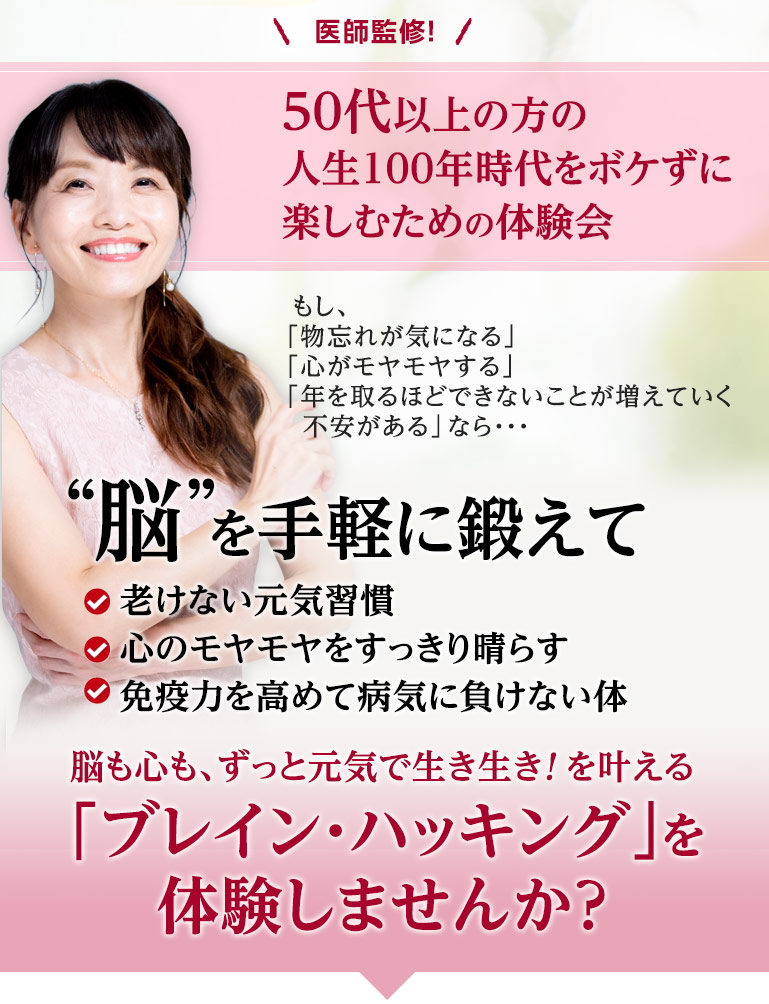 医師監修!
50代以上の方の
人生100年時代をボケずに
楽しむための体験会
もし、
「物忘れが気になる」
「心がモヤモヤする」
「年を取るほどできないことが増えていく
不安がある」なら・・・
“脳”を手軽に鍛えて
老けない元気習慣
心のモヤモヤをすっきり晴らす
免疫力を高めて病気に負けない体
脳も心も、ずっと元気で生き生き!を叶える
「ブレイン・ハッキング」を
体験しませんか?